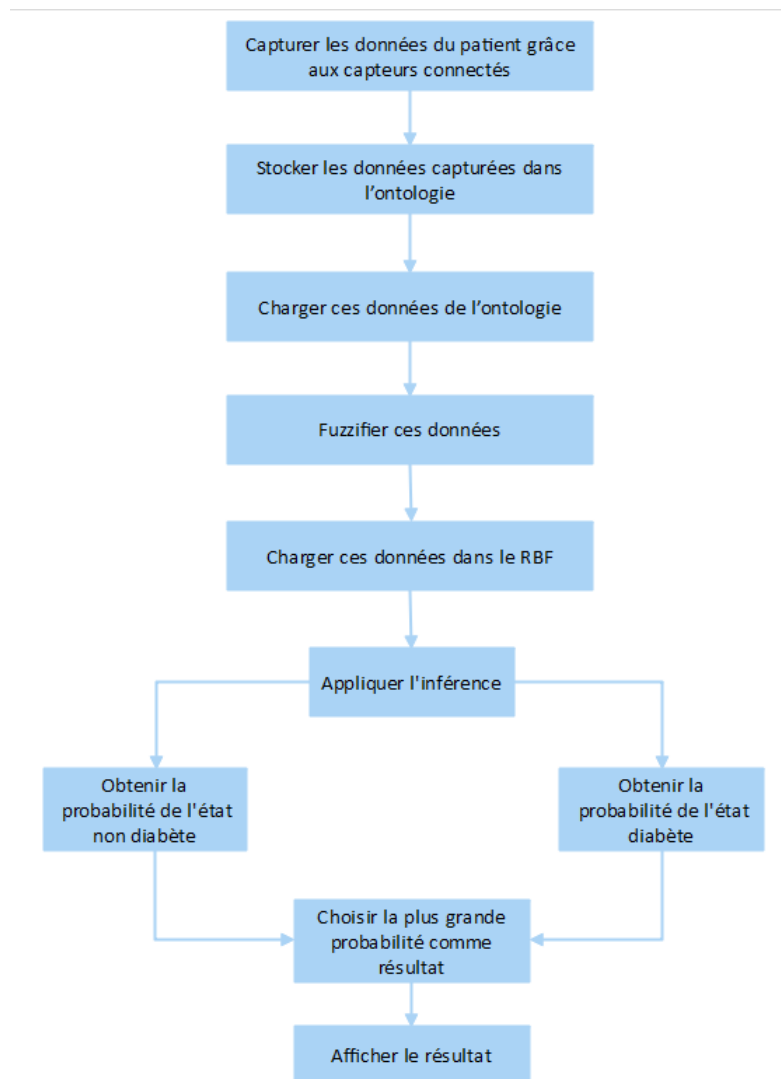 Capturer les données du patient grâce
aux capteurs connectés
Stocker les données capturées dans
l'ontologie
Charger ces données de l'ontologie
Fuzzifier ces données
Charger ces données dans le RBF
Appliquer l'inférence
Obtenir la
probabilité de l'état
non diabète
Obtenir la
probabilité de l'état
diabète
Choisir la plus grande
probabilité comme
résultat
Afficher le résultat